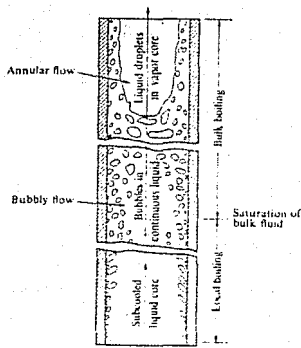 Annular flow
Liquid droplets
in vapor core
Bulk boiling
Bubbly flow
Bubbles in
continuous liquid
Saturation of
bulk fluid
Subcooled
liquid core
Local boiling